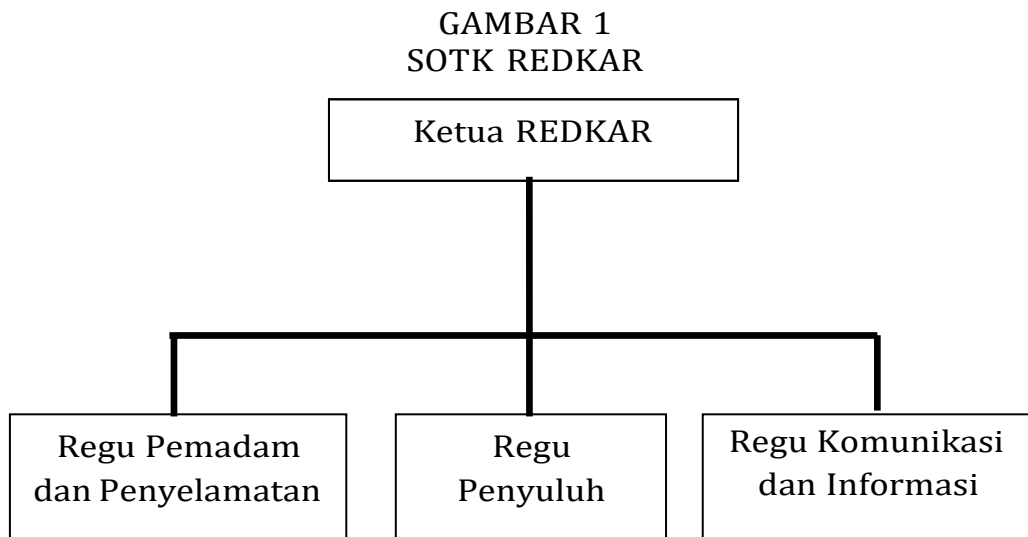 GAMBAR 1
SOTK REDKAR
Ketua REDKAR
Regu Pemadam
dan Penyelamatan
Regu
Penyuluh
Regu Komunikasi
dan Informasi